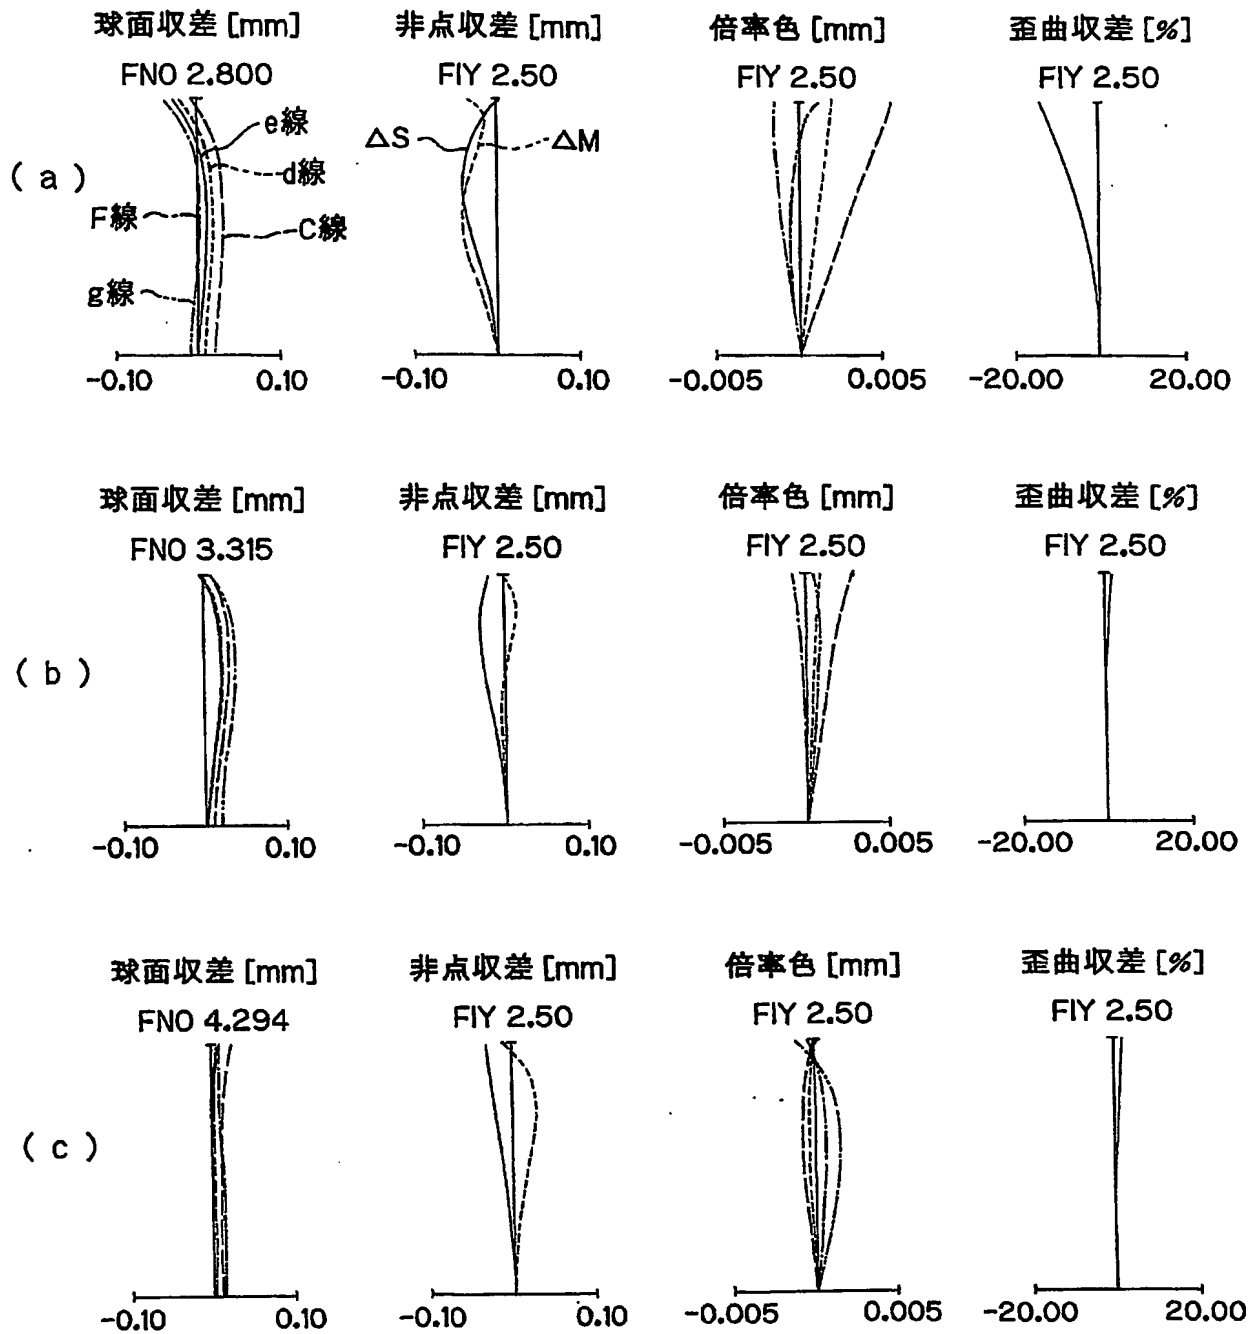 球面収差 [mm] 非点収差 [mm] 倍率色 [mm] 歪曲収差 [%]
FNO 2.800 FIY 2.50 FIY 2.50 FIY 2.50
e線
△S △M
(a)
d線
F線
C線
g線
-0.10 0.10 -0.10 0.10 -0.005 0.005 -20.00 20.00
球面収差 [mm] 非点収差 [mm] 倍率色 [mm] 歪曲収差 [%]
FNO 3.315 FIY 2.50 FIY 2.50 FIY 2.50
(b)
-0.10 0.10 -0.10 0.10 -0.005 0.005 -20.00 20.00
球面収差 [mm] 非点収差 [mm] 倍率色 [mm] 歪曲収差 [%]
FNO 4.294 FIY 2.50 FIY 2.50 FIY 2.50
(c)
-0.10 0.10 -0.10 0.10 -0.005 0.005 -20.00 20.00